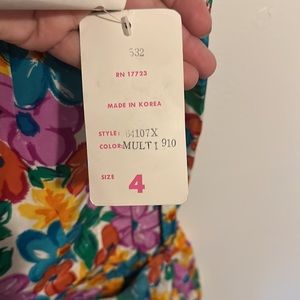 532
RN 17723
MADE IN KOREA
STYLE: 64107X
COLOR: MULTI 910
SIZE 4